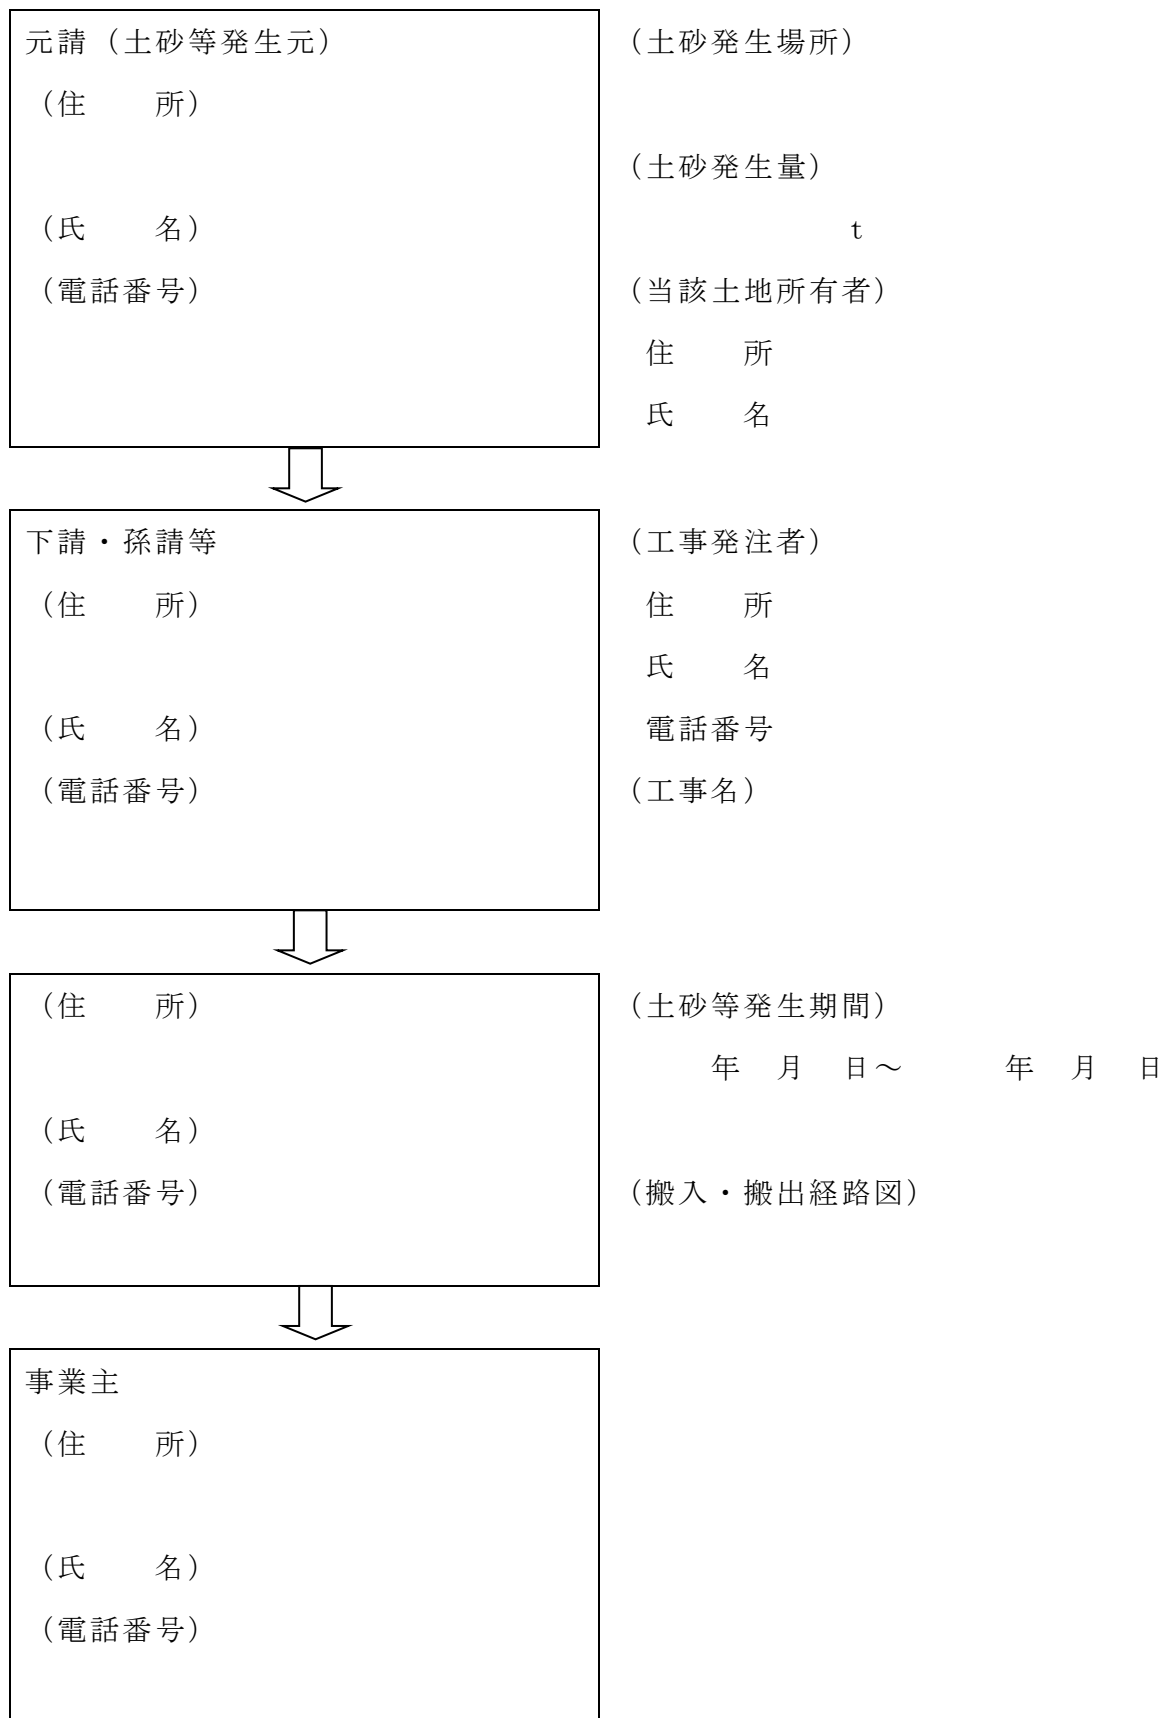 元請（土砂等発生元）
（住　　所）
（氏　　名）
（電話番号）
（土砂発生場所）
（土砂発生量）
ｔ
（当該土地所有者）
住　　所
氏　　名
下請・孫請等
（住　　所）
（氏　　名）
（電話番号）
（工事発注者）
住　　所
氏　　名
電話番号
（工事名）
（住　　所）
（氏　　名）
（電話番号）
（土砂等発生期間）
年　月　日～　　　年　月　日
（搬入・搬出経路図）
事業主
（住　　所）
（氏　　名）
（電話番号）